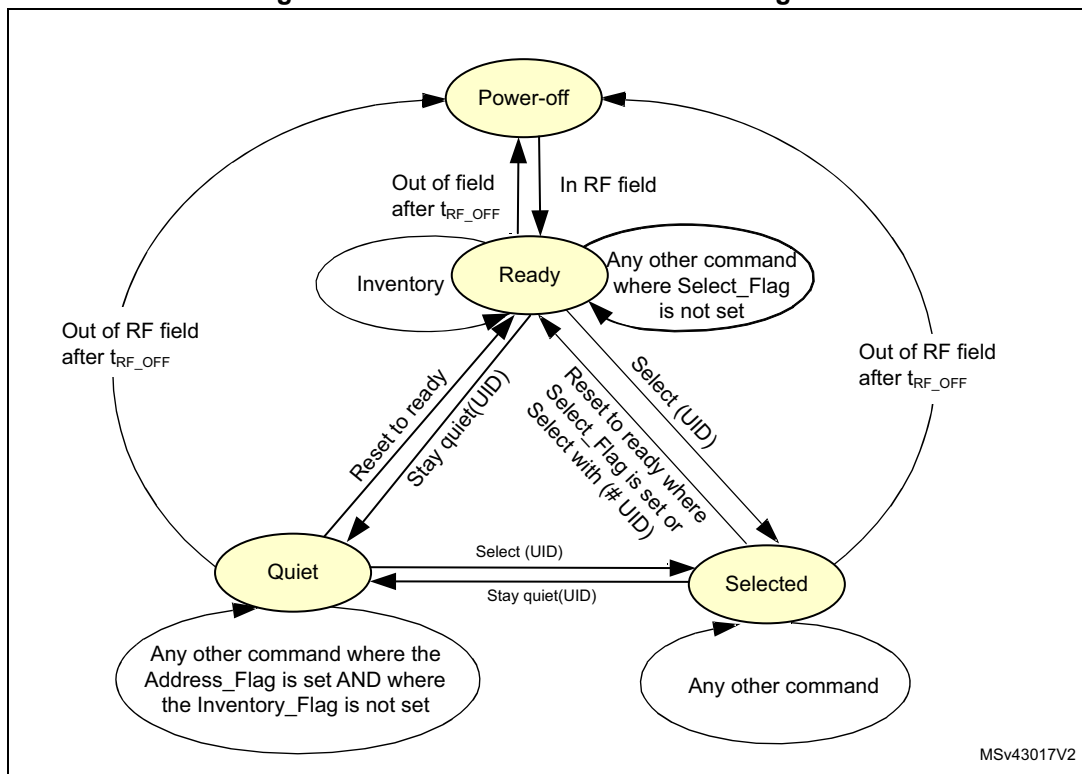 Power-off
Out of field
after tRF_OFF
In RF field
Ready
Inventory
Any other command
where Select_Flag
is not set
Out of RF field
after tRF_OFF
Out of RF field
after tRF_OFF
Reset to ready
Stay quiet(UID)
Select (UID)
Reset to ready where
Select_Flag is set or
Select with (# UID)
Quiet
Select (UID)
Stay quiet(UID)
Selected
Any other command where the
Address_Flag is set AND where
the Inventory_Flag is not set
Any other command
MSv43017V2